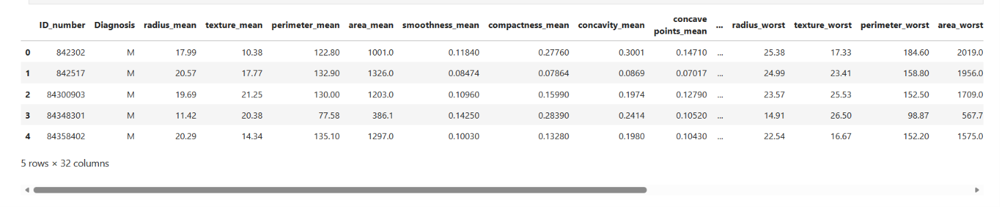 ID_number Diagnosis radius_mean texture_mean perimeter_mean area_mean smoothness_mean compactness_mean concavity_mean concave points_mean ... radius_worst texture_worst perimeter_worst area_worst
0 842302 M 17.99 10.38 122.80 1001.0 0.11840 0.27760 0.3001 0.14710 ... 25.38 17.33 184.60 2019.0
1 842517 M 20.57 17.77 132.90 1326.0 0.08474 0.07864 0.0869 0.07017 ... 24.99 23.41 158.80 1956.0
2 84300903 M 19.69 21.25 130.00 1203.0 0.10960 0.15990 0.1974 0.12790 ... 23.57 25.53 152.50 1709.0
3 84348301 M 11.42 20.38 77.58 386.1 0.14250 0.28390 0.2414 0.10520 ... 14.91 26.50 98.87 567.7
4 84358402 M 20.29 14.34 135.10 1297.0 0.10030 0.13280 0.1980 0.10430 ... 22.54 16.67 152.20 1575.0
5 rows × 32 columns